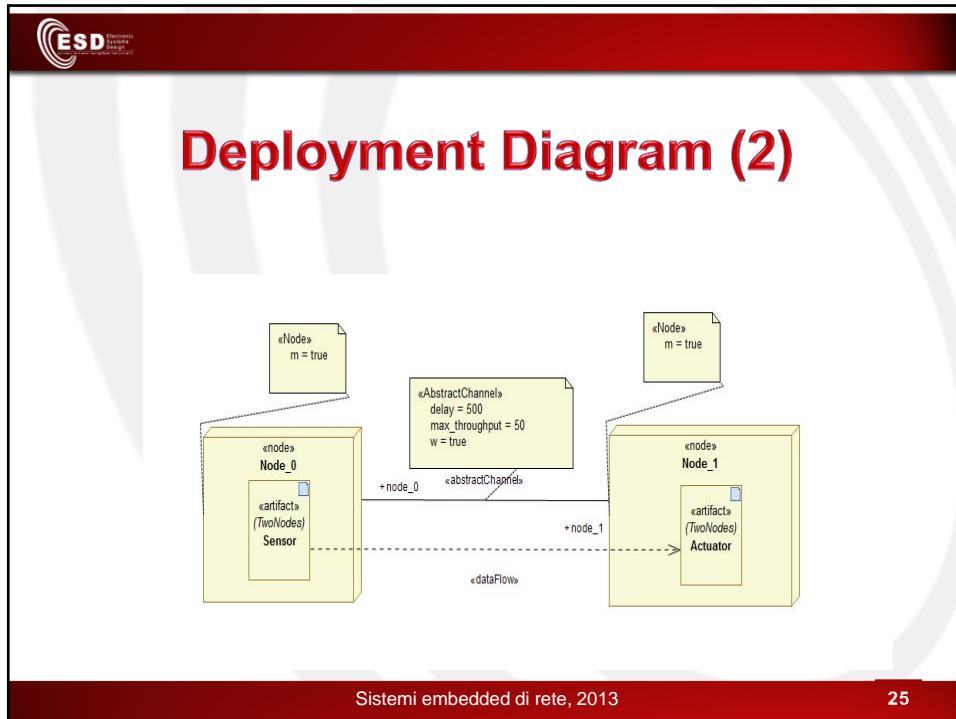 ESD Electronic
Systems
Design
Deployment Diagram (2)
«Node»
m = true
«Node»
m = true
«AbstractChannel»
delay = 500
max_throughput = 50
w = true
«node»
Node_0
«node»
Node_1
+node_0
«abstractChannel»
«artifact»
(TwoNodes)
Sensor
«artifact»
(TwoNodes)
Actuator
+node_1
«dataFlow»
Sistemi embedded di rete, 2013
25